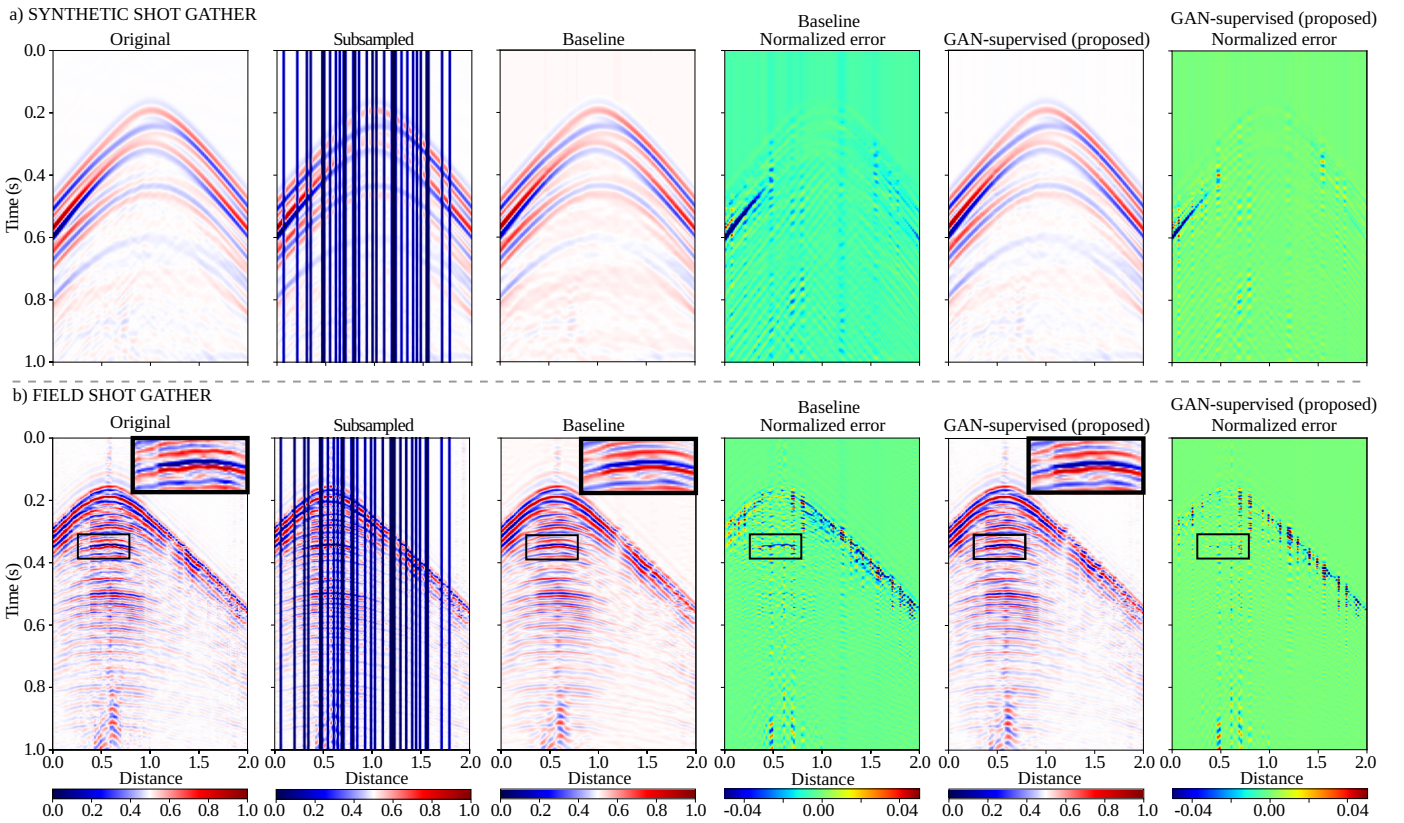 a) SYNTHETIC SHOT GATHER
Original
Subsampled
Baseline
Baseline
Normalized error
GAN-supervised (proposed)
GAN-supervised (proposed)
Normalized error
Time (s)
0.0
0.2
0.4
0.6
0.8
1.0
b) FIELD SHOT GATHER
Original
Subsampled
Baseline
Baseline
Normalized error
GAN-supervised (proposed)
GAN-supervised (proposed)
Normalized error
Time (s)
0.0
0.2
0.4
0.6
0.8
1.0
0.0 0.5 1.0 1.5 2.0 0.0 0.5 1.0 1.5 2.0 0.0 0.5 1.0 1.5 2.0 0.0 0.5 1.0 1.5 2.0 0.0 0.5 1.0 1.5 2.0 0.0 0.5 1.0 1.5 2.0
Distance Distance Distance Distance Distance Distance
0.0 0.2 0.4 0.6 0.8 1.0 0.0 0.2 0.4 0.6 0.8 1.0 0.0 0.2 0.4 0.6 0.8 1.0 -0.04 0.00 0.04 0.0 0.2 0.4 0.6 0.8 1.0 -0.04 0.00 0.04